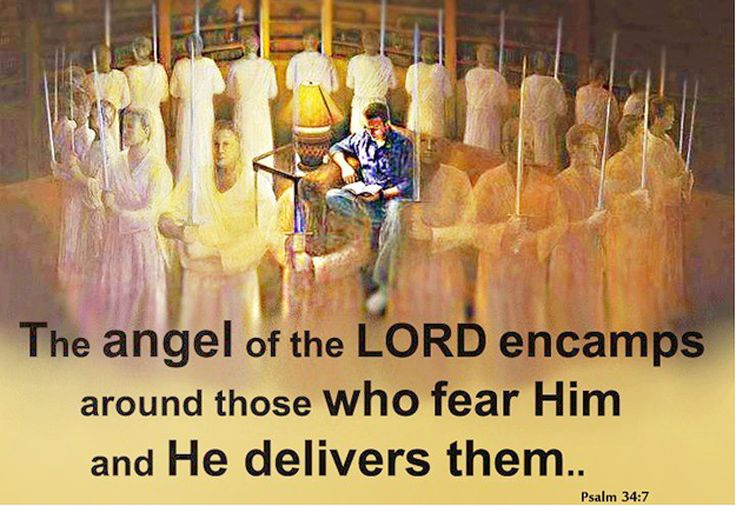 The angel of the LORD encamps
around those who fear Him
and He delivers them..
Psalm 34:7